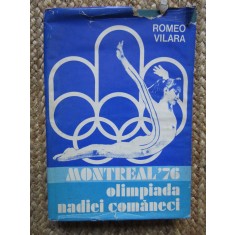 ROMEO
VILARA
MONTREAL '76
olimpiada
nadiei comăneci